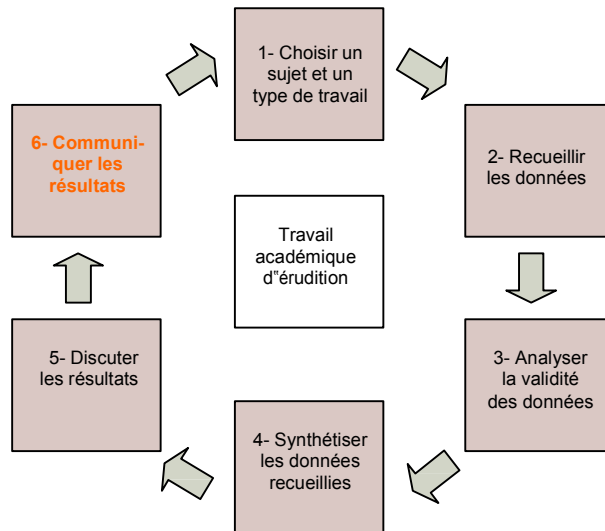 1- Choisir un
sujet et un
type de travail
2- Recueillir
les données
3- Analyser
la validité
des données
4- Synthétiser
les données
recueillies
5- Discuter
les résultats
6- Communi-
quer les
résultats
Travail
académique
d‟érudition